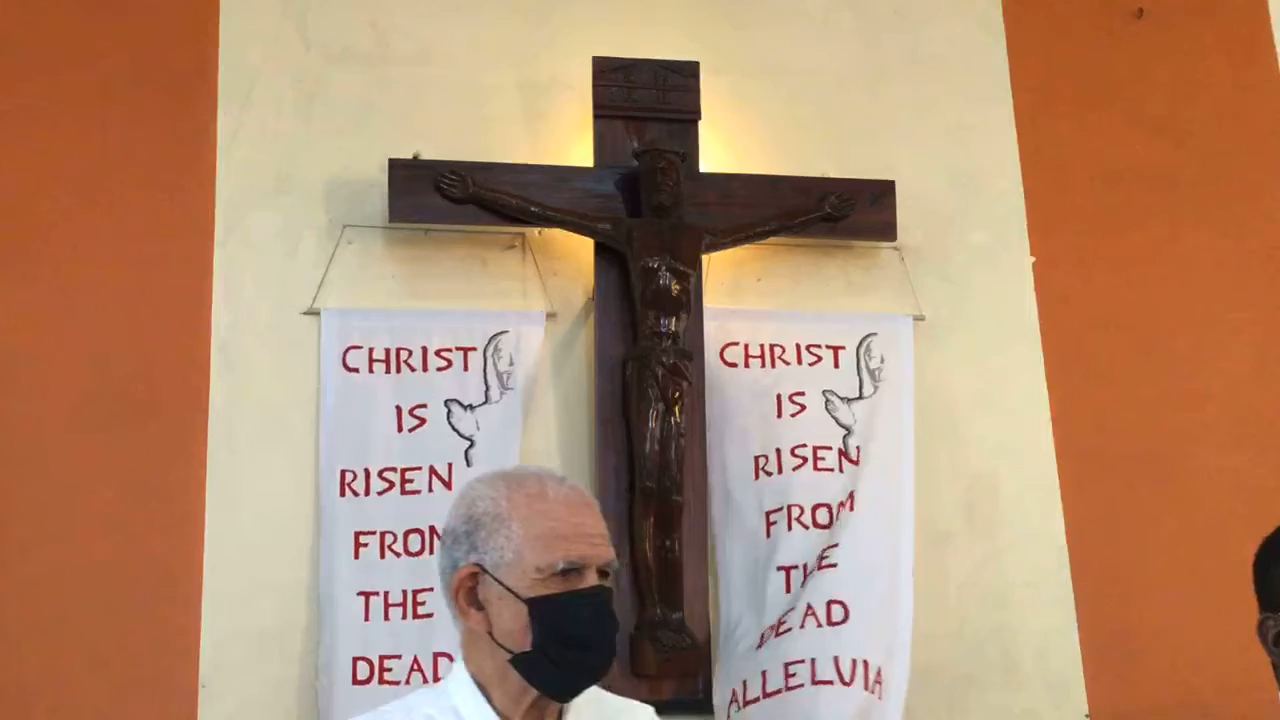 CHRIST
IS
RISEN
FROM
THE
DEAD
CHRIST
IS
RISEN
FROM
THE
DEAD
ALLELUIA